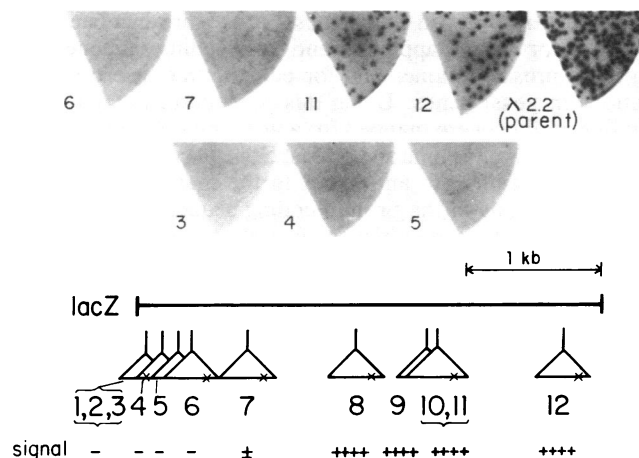 6 7 11 12 λ 2.2
(parent)
3 4 5
1 kb
lacZ
1,2,3 4 5 6 7 8 9 10,11 12
signal - - - - ± ++++ ++++ ++++ ++++